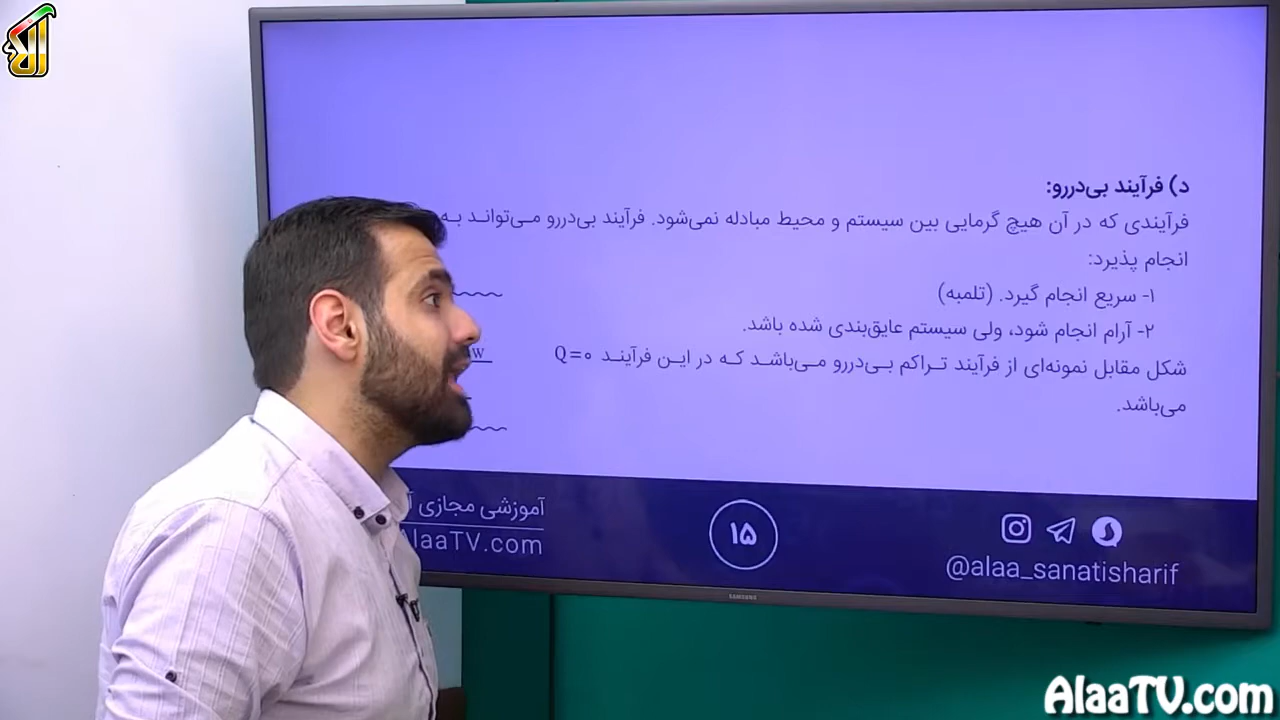 د) فرآیند بی‌دررو:
فرآیندی که در آن هیچ گرمایی بین سیستم و محیط مبادله نمی‌شود. فرآیند بی‌دررو می‌تواند به
انجام پذیرد:
۱- سریع انجام گیرد. (تلمبه)
۲- آرام انجام شود، ولی سیستم عایق‌بندی شده باشد.
شکل مقابل نمونه‌ای از فرآیند تراکم بی‌دررو می‌باشد که در این فرآیند Q=۰
می‌باشد.
W
آموزشی مجازی
AlaaTV.com
۱۵
@alaa_sanatisharif
SAMSUNG
AlaaTV.com